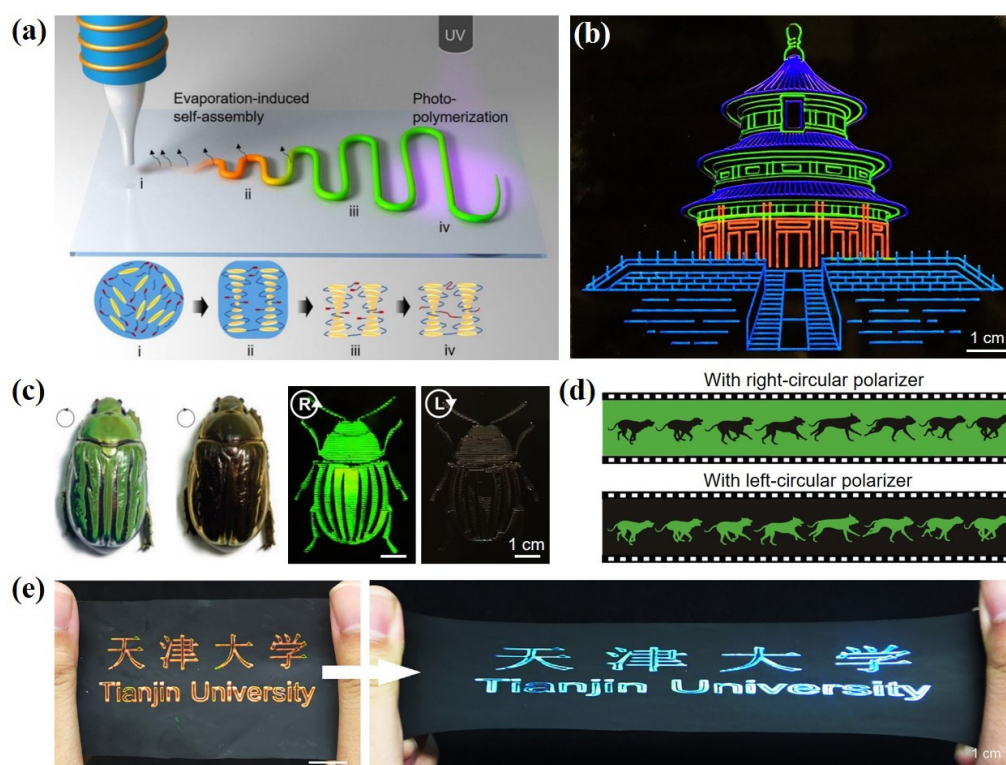 (a)
UV
Evaporation-induced
self-assembly
Photo-
polymerization
i
ii
iii
iv
i
ii
iii
iv
(b)
1 cm
(c)
R
L
1 cm
(d)
With right-circular polarizer
With left-circular polarizer
(e)
天津大学
Tianjin University
天津大学
Tianjin University
1 cm